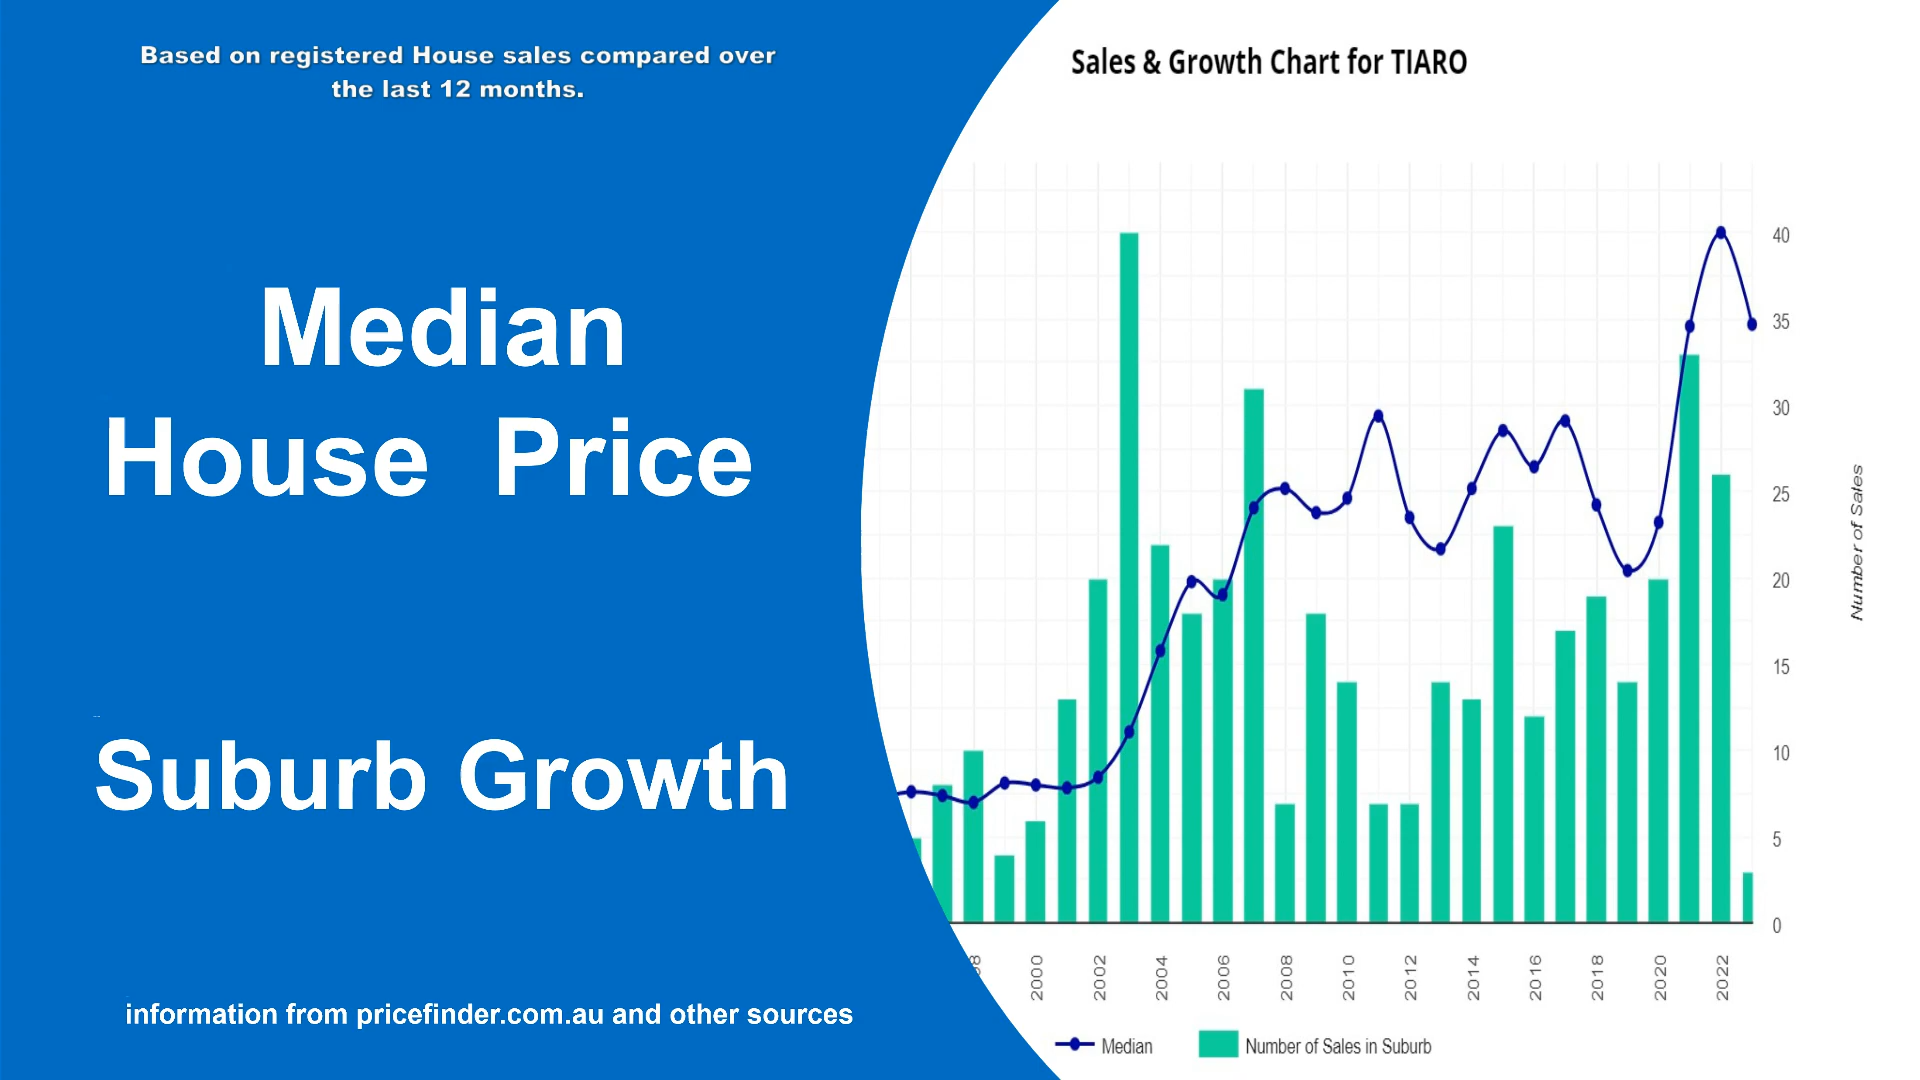 Based on registered House sales compared over
the last 12 months.
Median
House Price
Suburb Growth
information from pricefinder.com.au and other sources
Sales & Growth Chart for TIARO
40
35
30
25
20
15
10
5
0
Number of Sales
2000
2002
2004
2006
2008
2010
2012
2014
2016
2018
2020
2022
Median
Number of Sales in Suburb